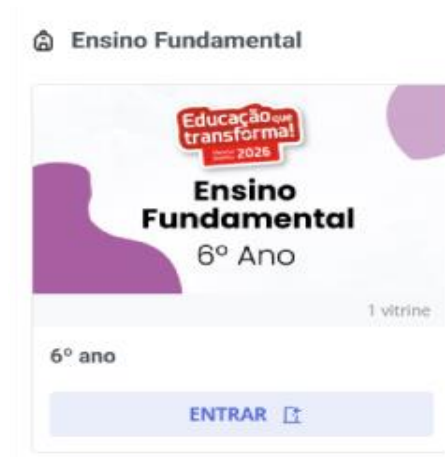 Ensino Fundamental
Educação que
transforma!
2026
Ensino
Fundamental
6º Ano
1 vitrine
6º ano
ENTRAR